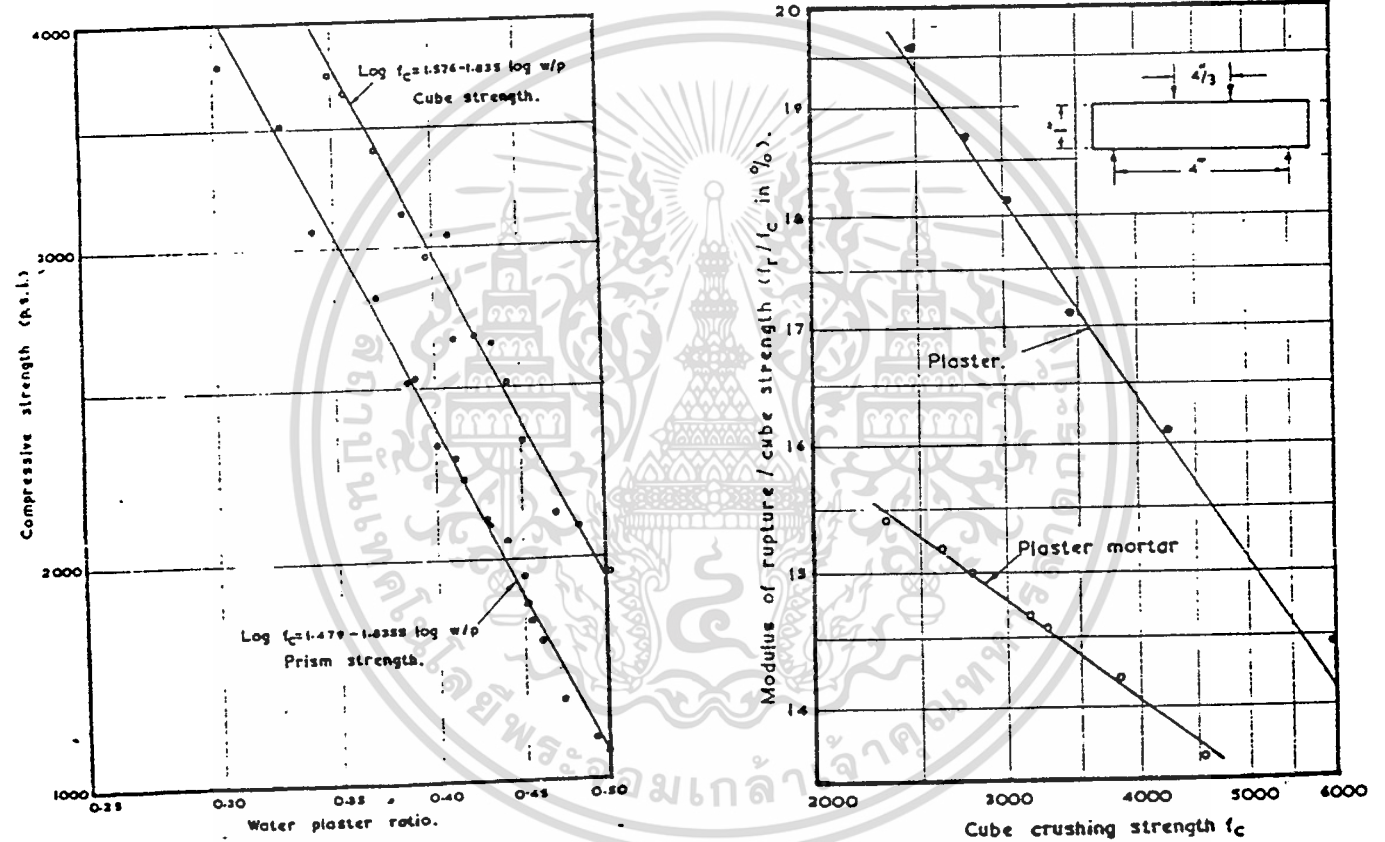 4000
3000
2000
1000
Compressive strength (p.s.i.)
0.25 0.30 0.35 0.40 0.45 0.50
Water plaster ratio.
Log fc=1.576-1.835 log w/p
Cube strength.
Log fc=1.479-1.8355 log w/p
Prism strength.
20
19
18
17
16
15
14
Modulus of rupture / cube strength (fr/fc in %).
4"/3
4"
Plaster.
Plaster mortar
2000 3000 4000 5000 6000
Cube crushing strength fc